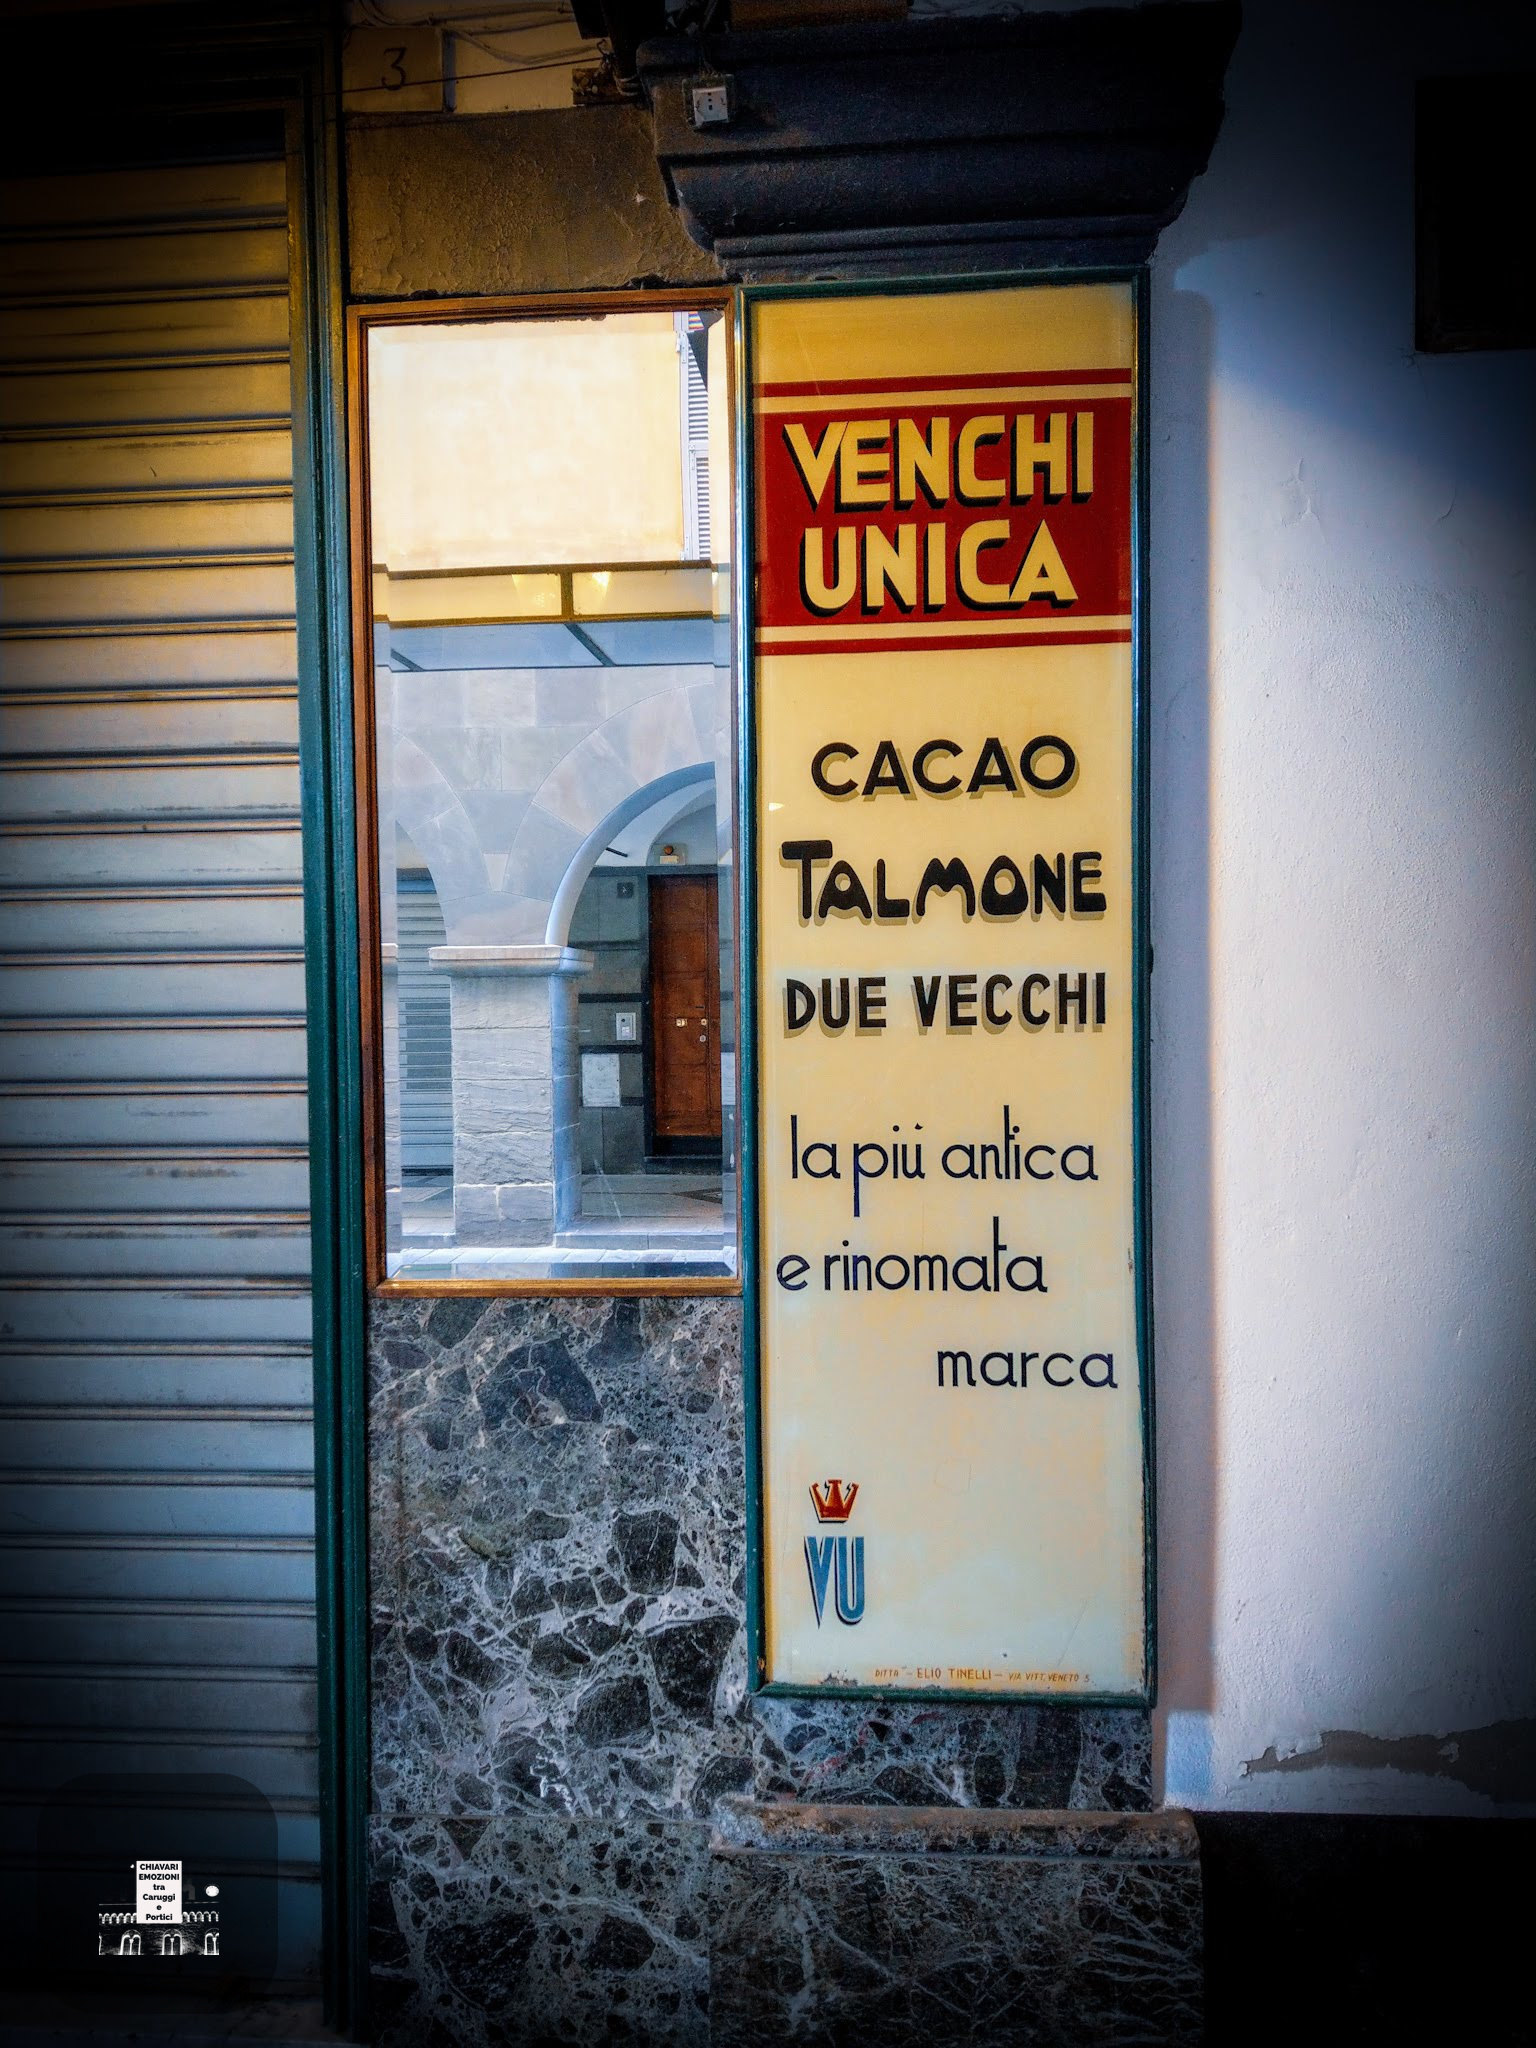 3
VENCHI
UNICA
CACAO
TALMONE
DUE VECCHI
la più antica
e rinomata
marca
VU
DITTA - ELIO TINELLI - VIA VITT. VENETO 5
CHIAVARI
EMOZIONI
tra
Caruggi
e
Portici